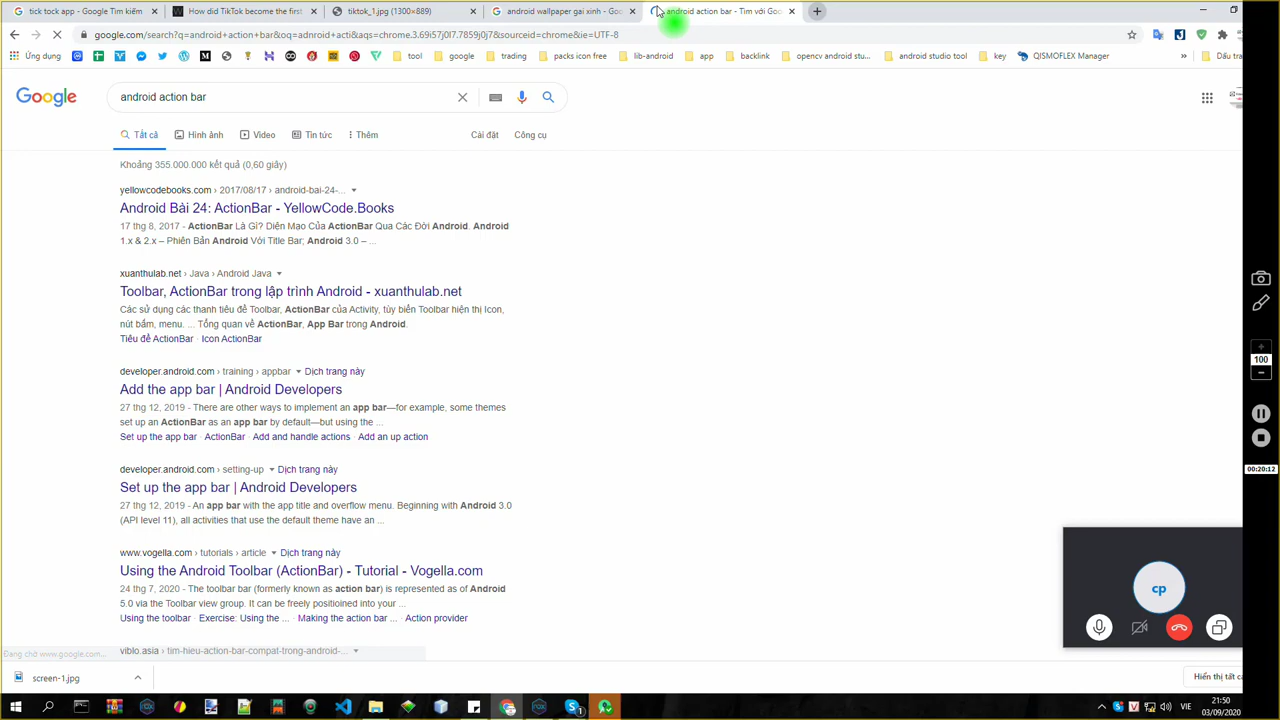 tick tock app - Google Tìm kiếm
How did TikTok become the first
tiktok_1.jpg (1300×889)
android wallpaper gai xinh - Goo
android action bar - Tìm với Goo
google.com/search?q=android+action+bar&oq=adnroid+acti&aqs=chrome.3.69i57j0l7.7859j0j7&sourceid=chrome&ie=UTF-8
Ứng dụng
tool
google
trading
packs icon free
lib-android
app
backlink
opencv android stu...
android studio tool
key
QISMOFLEX Manager
»
Dấu tra
Google
android action bar
Tất cả
Hình ảnh
Video
Tin tức
Thêm
Cài đặt
Công cụ
Khoảng 355.000.000 kết quả (0,60 giây)
yellowcodebooks.com › 2017/08/17 › android-bai-24-...
Android Bài 24: ActionBar - YellowCode.Books
17 thg 8, 2017 - ActionBar Là Gì? Diện Mạo Của ActionBar Qua Các Đời Android. Android
1.x & 2.x – Phiên Bản Android Với Title Bar; Android 3.0 – ...
xuanthulab.net › Java › Android Java
Toolbar, ActionBar trong lập trình Android - xuanthulab.net
Các sử dụng các thanh tiêu đề Toolbar, ActionBar của Activity, tùy biến Toolbar hiện thị Icon,
nút bấm, menu. ... Tổng quan về ActionBar, App Bar trong Android.
Tiêu đề ActionBar · Icon ActionBar
developer.android.com › training › appbar
Dịch trang này
Add the app bar | Android Developers
27 thg 12, 2019 - There are other ways to implement an app bar—for example, some themes
set up an ActionBar as an app bar by default—but using the ...
Set up the app bar · ActionBar · Add and handle actions · Add an up action
developer.android.com › setting-up
Dịch trang này
Set up the app bar | Android Developers
27 thg 12, 2019 - An app bar with the app title and overflow menu. Beginning with Android 3.0
(API level 11), all activities that use the default theme have an ...
www.vogella.com › tutorials › article
Dịch trang này
Using the Android Toolbar (ActionBar) - Tutorial - Vogella.com
24 thg 7, 2020 - The toolbar bar (formerly known as action bar) is represented as of Android
5.0 via the Toolbar view group. It can be freely positioined into your ...
Using the toolbar · Exercise: Using the ... · Making the action bar ... · Action provider
viblo.asia › tim-hieu-action-bar-compat-trong-android-...
Đang chờ www.google.com...
screen-1.jpg
Hiển thị tất cả
100
00:20:12
cp
VIE
21:50
03/09/2020